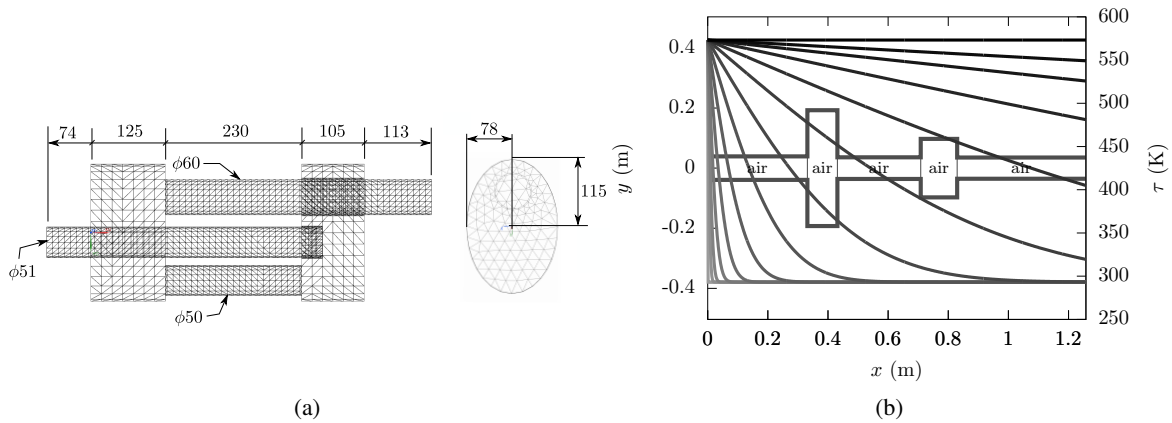 74 125 230 105 113
ϕ60
ϕ51
ϕ50
78
115
(a)
0.4
0.2
0
-0.2
-0.4
y (m)
air air air air air
600
550
500
450
400
350
300
250
τ (K)
0 0.2 0.4 0.6 0.8 1 1.2
x (m)
(b)